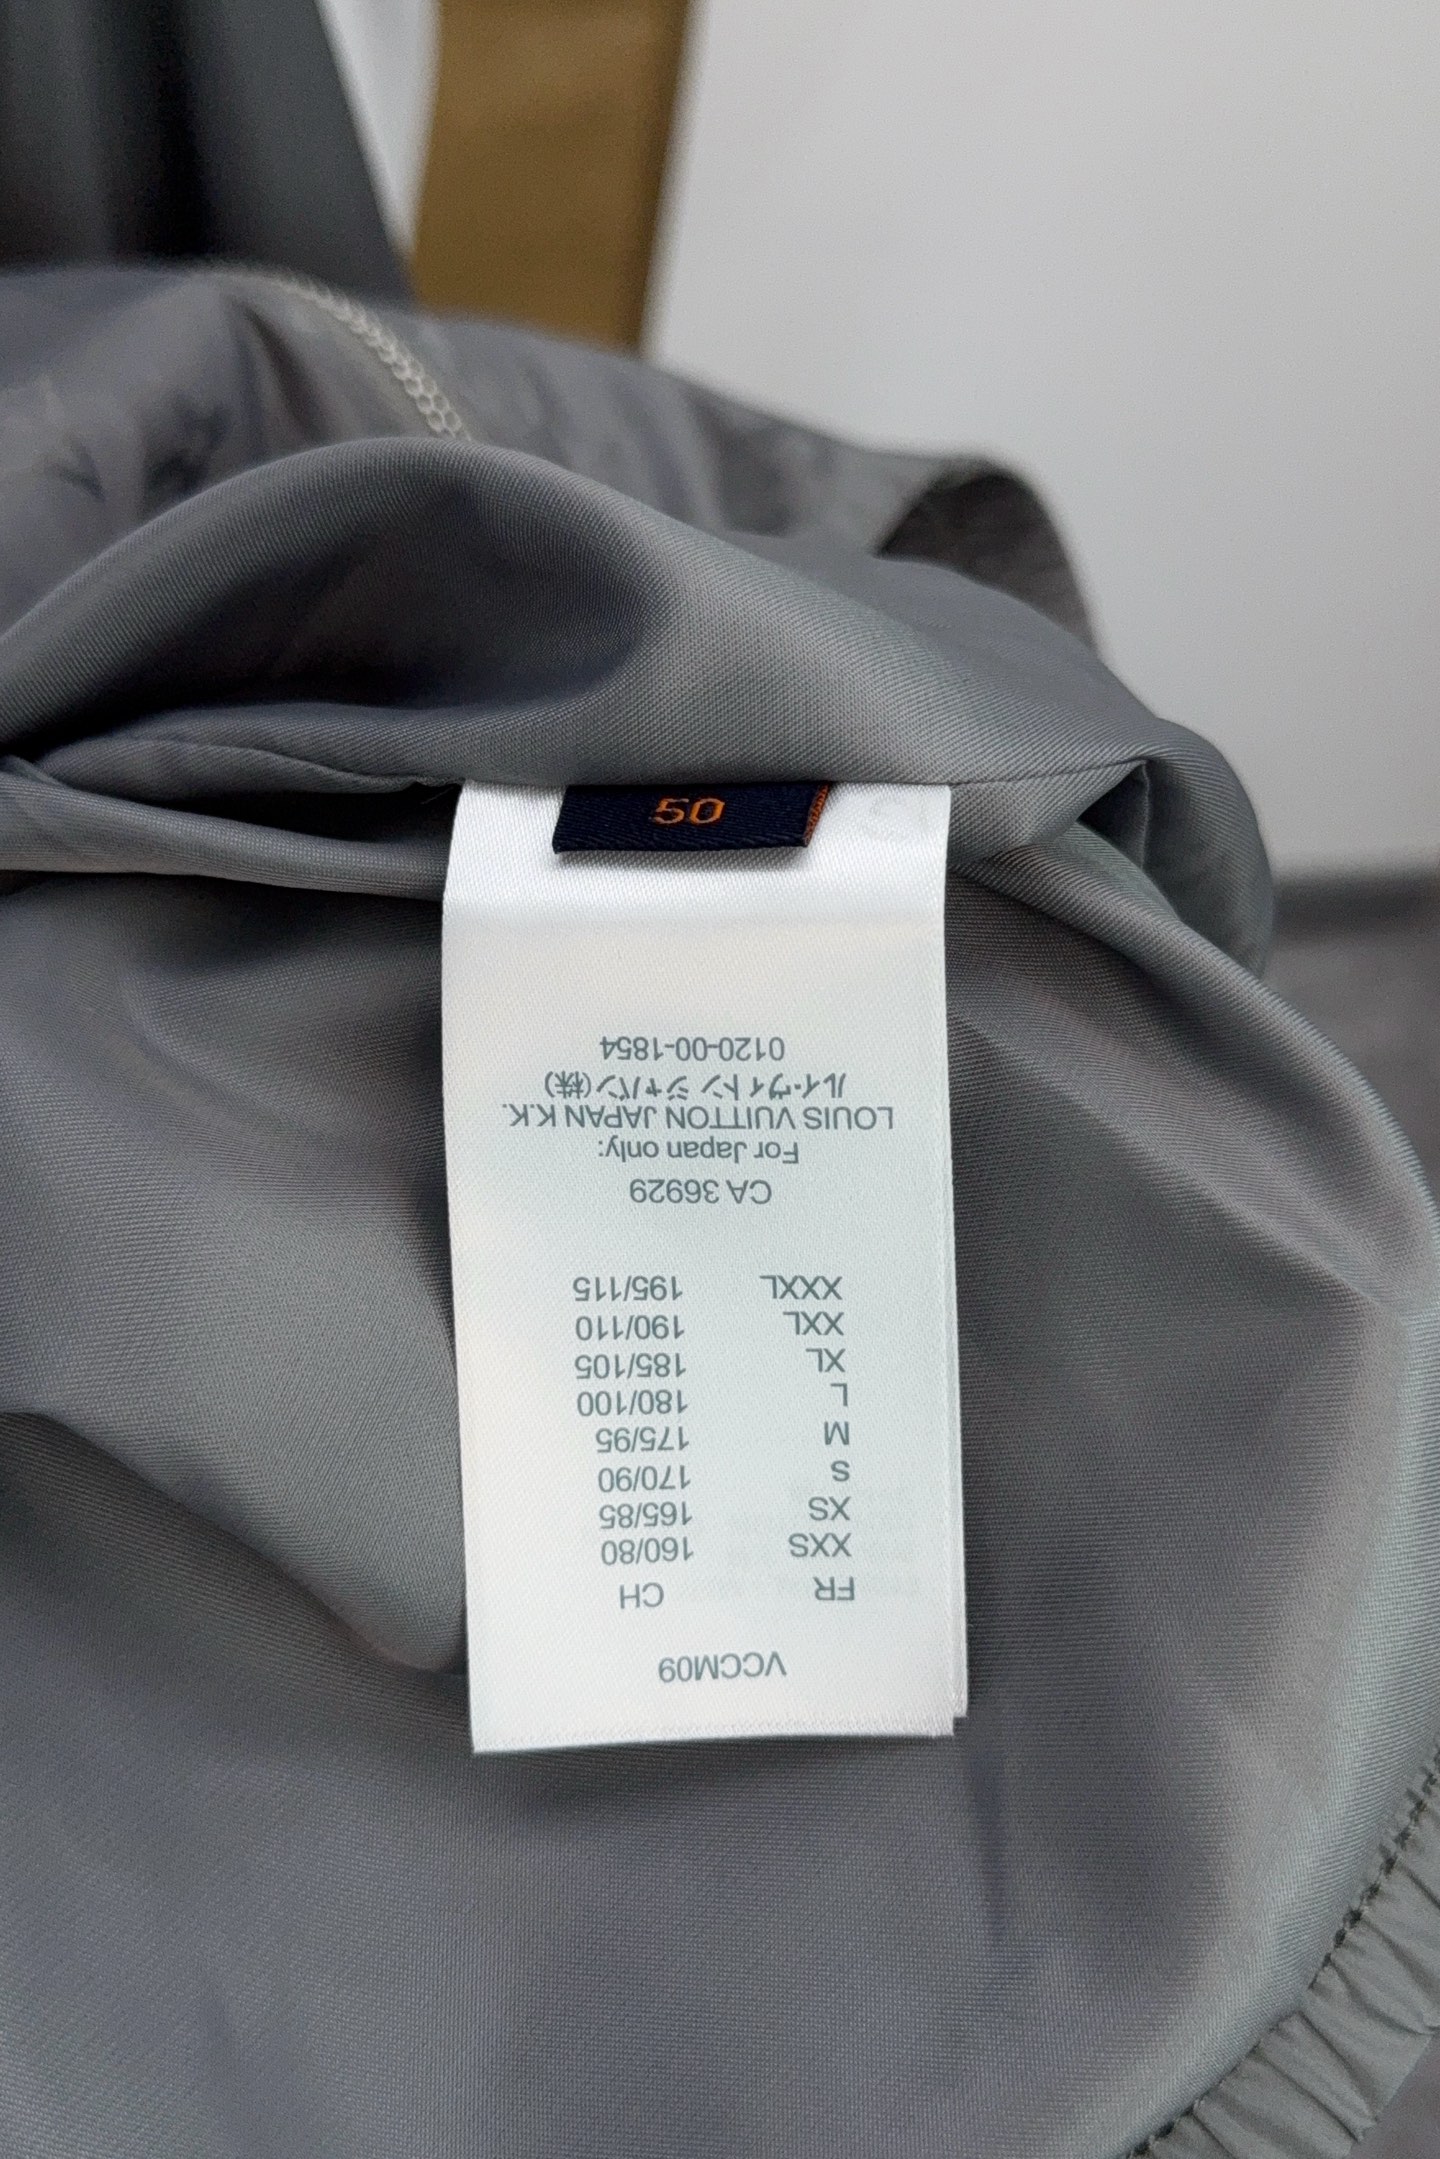 50
VCCM09
FR CH
XXS 160/80
XS 165/85
S 170/90
M 175/95
L 180/100
XL 185/105
XXL 190/110
XXXL 195/115
CA 36929
For Japan only:
LOUIS VUITTON JAPAN K.K.
ルイ・ヴィトン ジャパン(株)
0120-00-1854